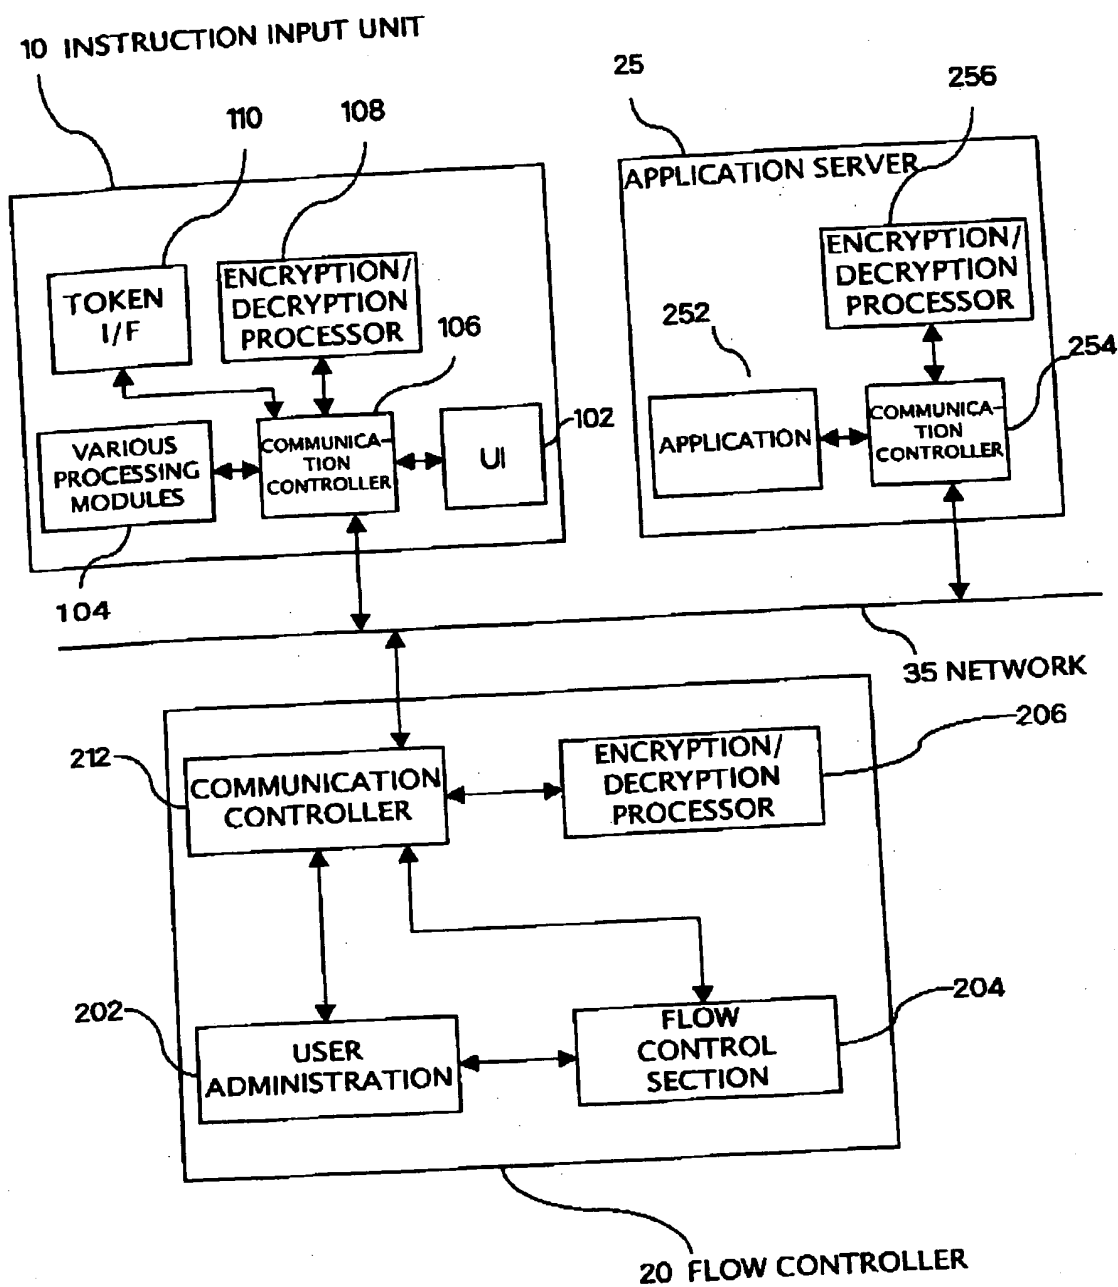 10 INSTRUCTION INPUT UNIT
110
108
25
256
APPLICATION SERVER
TOKEN
I/F
ENCRYPTION/
DECRYPTION
PROCESSOR
106
ENCRYPTION/
DECRYPTION
PROCESSOR
252
254
VARIOUS
PROCESSING
MODULES
COMMUNICA-
TION
CONTROLLER
UI
102
APPLICATION
COMMUNICA-
TION
CONTROLLER
104
35 NETWORK
212
COMMUNICATION
CONTROLLER
ENCRYPTION/
DECRYPTION
PROCESSOR
206
202
USER
ADMINISTRATION
FLOW
CONTROL
SECTION
204
20 FLOW CONTROLLER